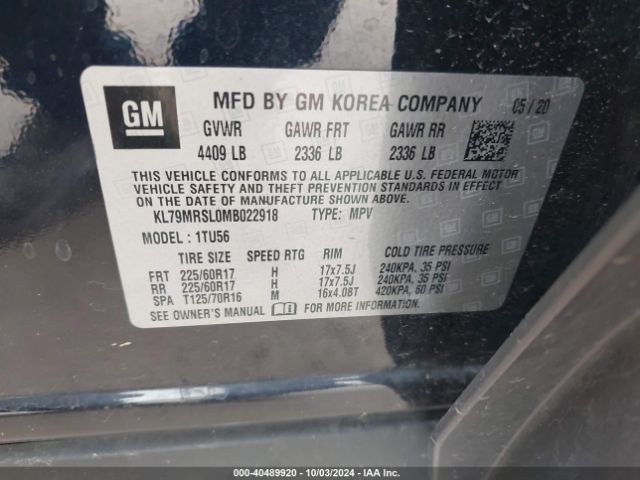 GM MFD BY GM KOREA COMPANY 05/20
GVWR GAWR FRT GAWR RR
4409 LB 2336 LB 2336 LB
THIS VEHICLE CONFORMS TO ALL APPLICABLE U.S. FEDERAL MOTOR
VEHICLE SAFETY AND THEFT PREVENTION STANDARDS IN EFFECT
ON THE DATE OF MANUFACTURE SHOWN ABOVE.
KL79MRSL0MB022918 TYPE: MPV
MODEL: 1TU56
TIRE SIZE SPEED RTG RIM COLD TIRE PRESSURE
FRT 225/60R17 H 17x7.5J 240KPA, 35 PSI
RR 225/60R17 H 17x7.5J 240KPA, 35 PSI
SPA T125/70R16 M 16x4.08T 420KPA, 60 PSI
SEE OWNER'S MANUAL FOR MORE INFORMATION
000-40489920 - 10/03/2024 - IAA Inc.